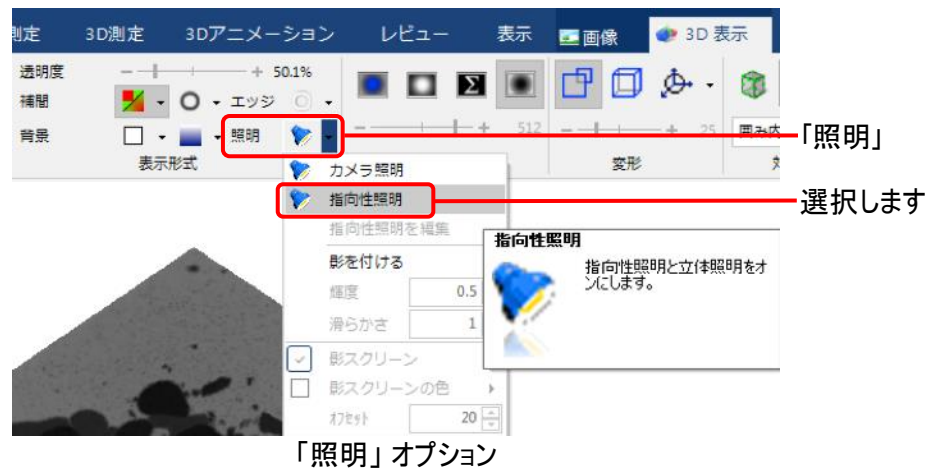 測定 3D測定 3Dアニメーション レビュー 表示 画像 3D 表示
透明度 50.1%
補間 エッジ
背景 照明 512 25 囲み内
表示形式 変形
「照明」
カメラ照明
指向性照明
選択します
指向性照明を編集
指向性照明
指向性照明と立体照明をオ
ンにします。
影を付ける
輝度 0.5
滑らかさ 1
影スクリーン
影スクリーンの色
オフセット 20
「照明」オプション